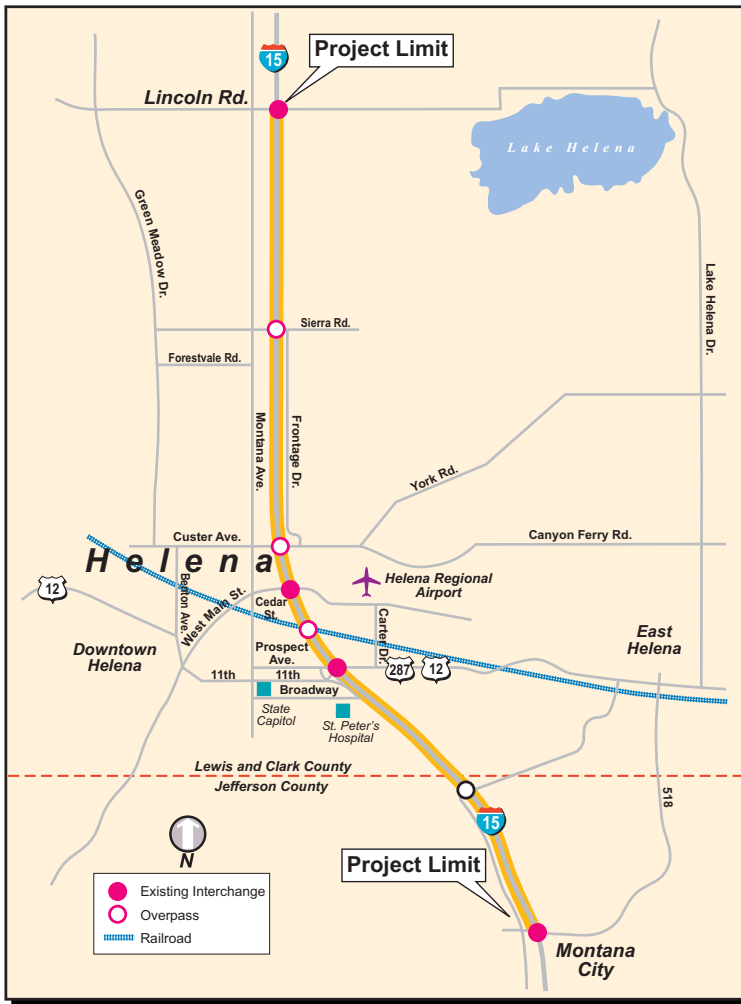 15
Project Limit
Lincoln Rd.
Lake Helena
Green Meadow Dr.
Lake Helena Dr.
Sierra Rd.
Forestvale Rd.
Montana Ave.
Frontage Dr.
York Rd.
Custer Ave.
Canyon Ferry Rd.
Helena
12
Benton Ave.
West Main St.
Cedar
St.
Helena Regional
Airport
Carter Dr.
Downtown
Helena
East
Helena
Prospect
Ave.
287
12
11th
11th
Broadway
State
Capitol
St. Peter's
Hospital
Lewis and Clark County
Jefferson County
518
15
N
Project Limit
Existing Interchange
Overpass
Railroad
Montana
City